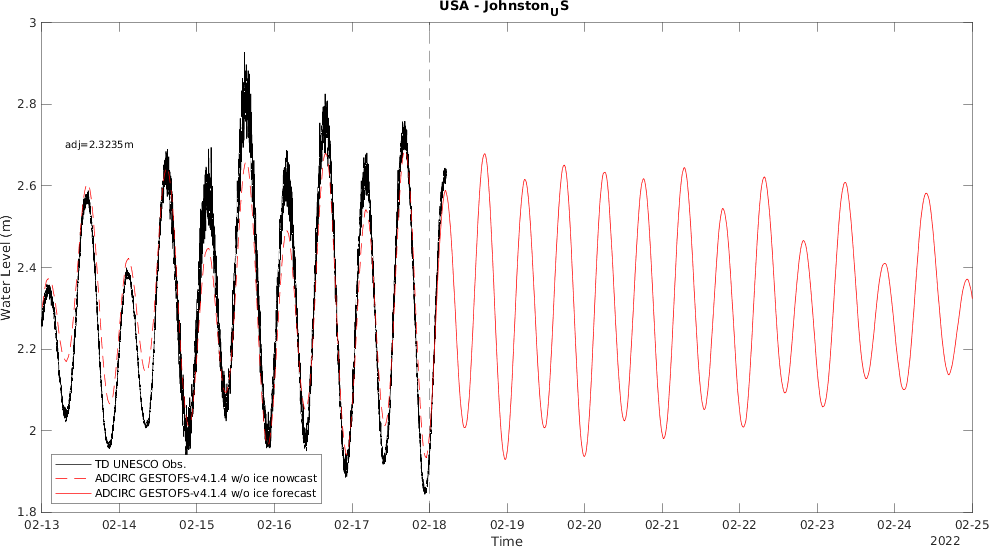 USA - Johnston_US
3
2.8
2.6
2.4
2.2
2
1.8
Water Level (m)
adj=2.3235m
TD UNESCO Obs.
ADCIRC GESTOFS-v4.1.4 w/o ice nowcast
ADCIRC GESTOFS-v4.1.4 w/o ice forecast
02-13 02-14 02-15 02-16 02-17 02-18 02-19 02-20 02-21 02-22 02-23 02-24 02-25
Time
2022